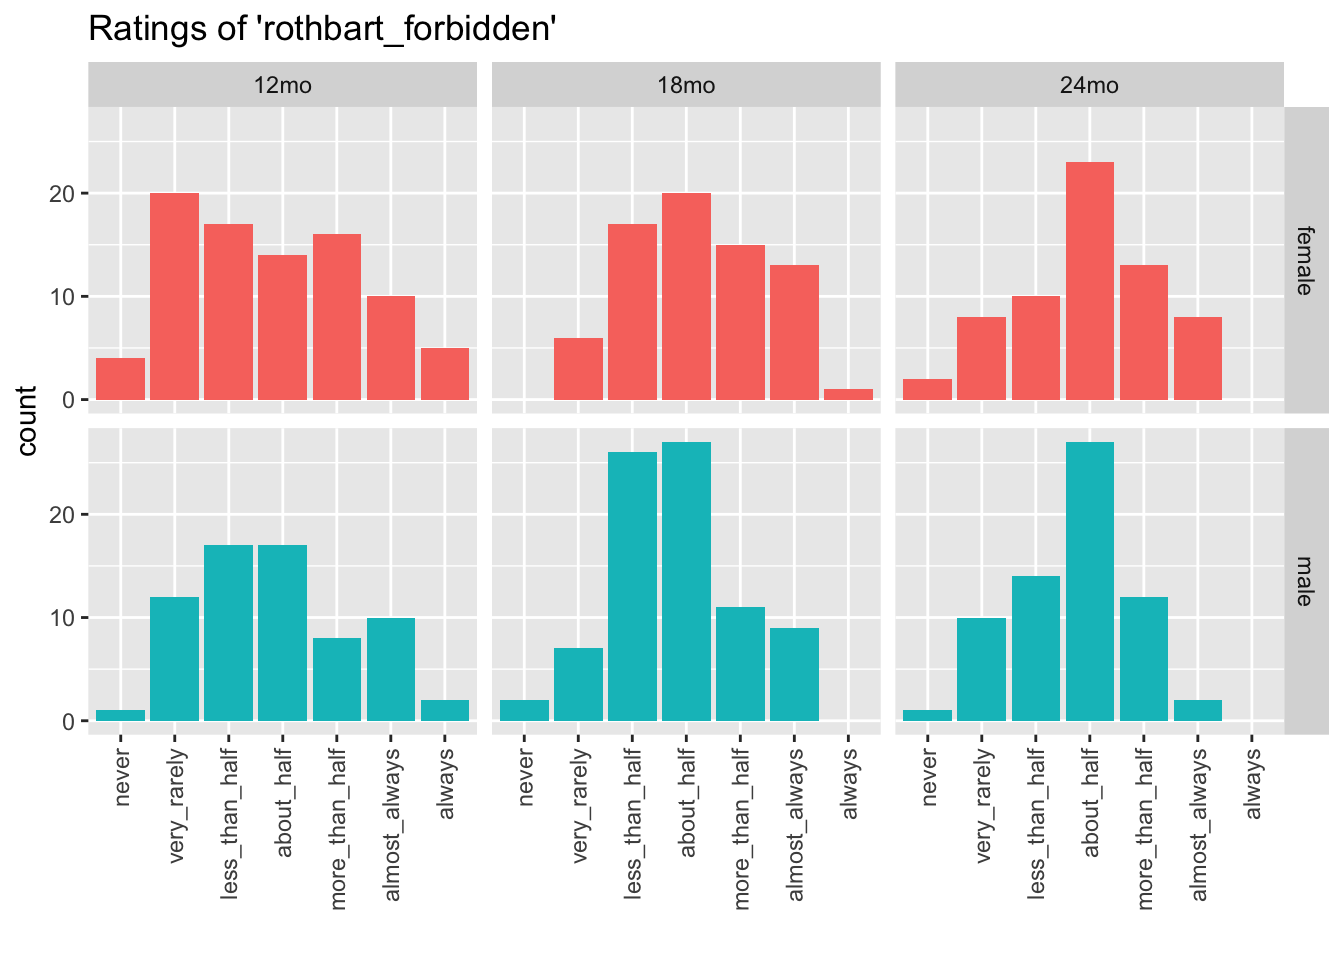 Ratings of 'rothbart_forbidden'
12mo 18mo 24mo
20
10
0
female
count
20
10
0
male
never very_rarely less_than_half about_half more_than_half almost_always always never very_rarely less_than_half about_half more_than_half almost_always always never very_rarely less_than_half about_half more_than_half almost_always always